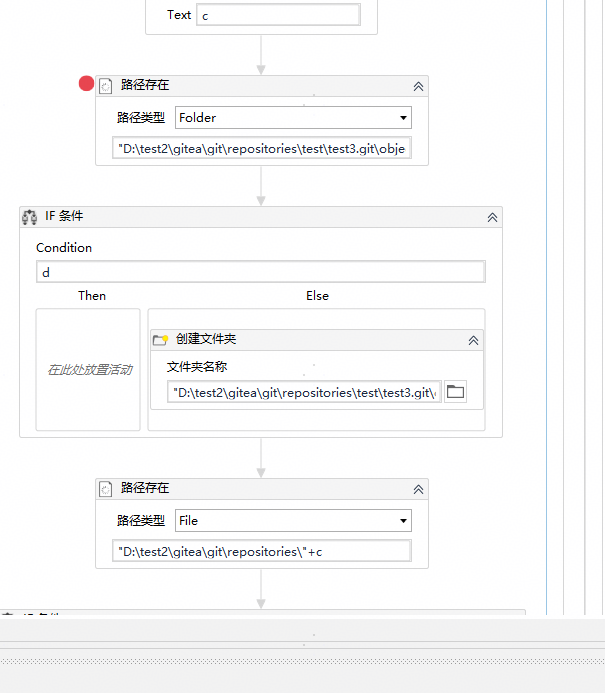 Text c
路径存在
路径类型 Folder
"D:\test2\gitea\git\repositories\test\test3.git\obje
IF 条件
Condition
d
Then Else
创建文件夹
在此处放置活动
文件夹名称
"D:\test2\gitea\git\repositories\test\test3.git\
路径存在
路径类型 File
"D:\test2\gitea\git\repositories\"+c